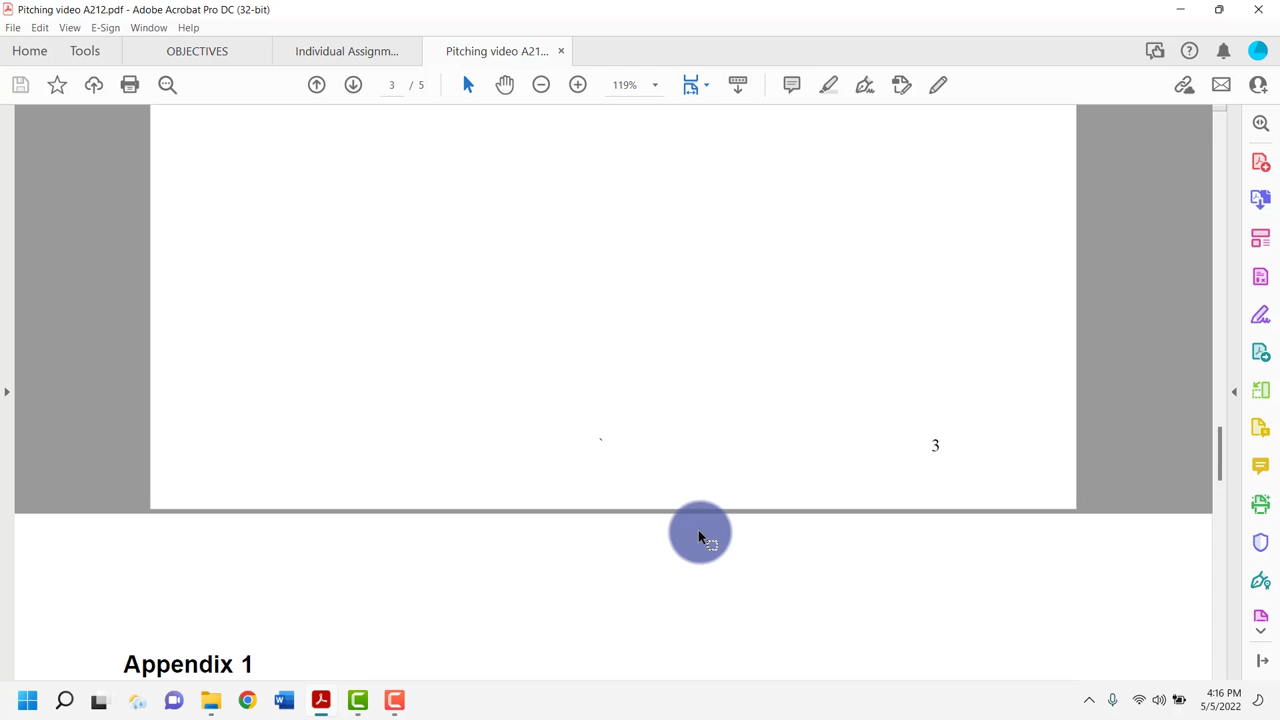 Pitching video A212.pdf - Adobe Acrobat Pro DC (32-bit)
File Edit View E-Sign Window Help
Home Tools OBJECTIVES Individual Assignm... Pitching video A21...
3 / 5 119%
3
Appendix 1
4:16 PM
5/5/2022